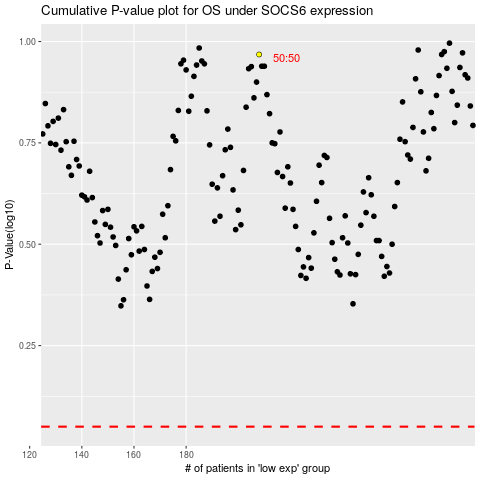 Cumulative P-value plot for OS under SOCS6 expression
1.00
50:50
0.75
P-Value(log10)
0.50
0.25
120 140 160 180
# of patients in 'low exp' group